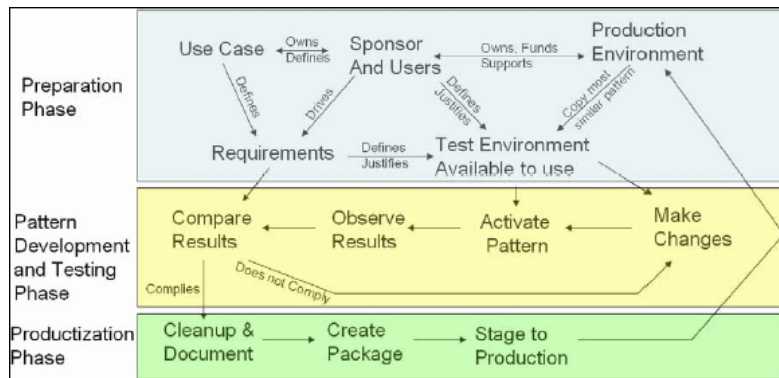 Preparation
Phase
Use Case
Owns
Defines
Sponsor
And Users
Owns, Funds
Supports
Production
Environment
Defines
Drives
Defines
Justifies
Copy most
similar pattern
Requirements
Defines
Justifies
Test Environment
Available to use
Pattern
Development
and Testing
Phase
Compare
Results
Observe
Results
Activate
Pattern
Make
Changes
Complies
Does not Comply
Productization
Phase
Cleanup &
Document
Create
Package
Stage to
Production